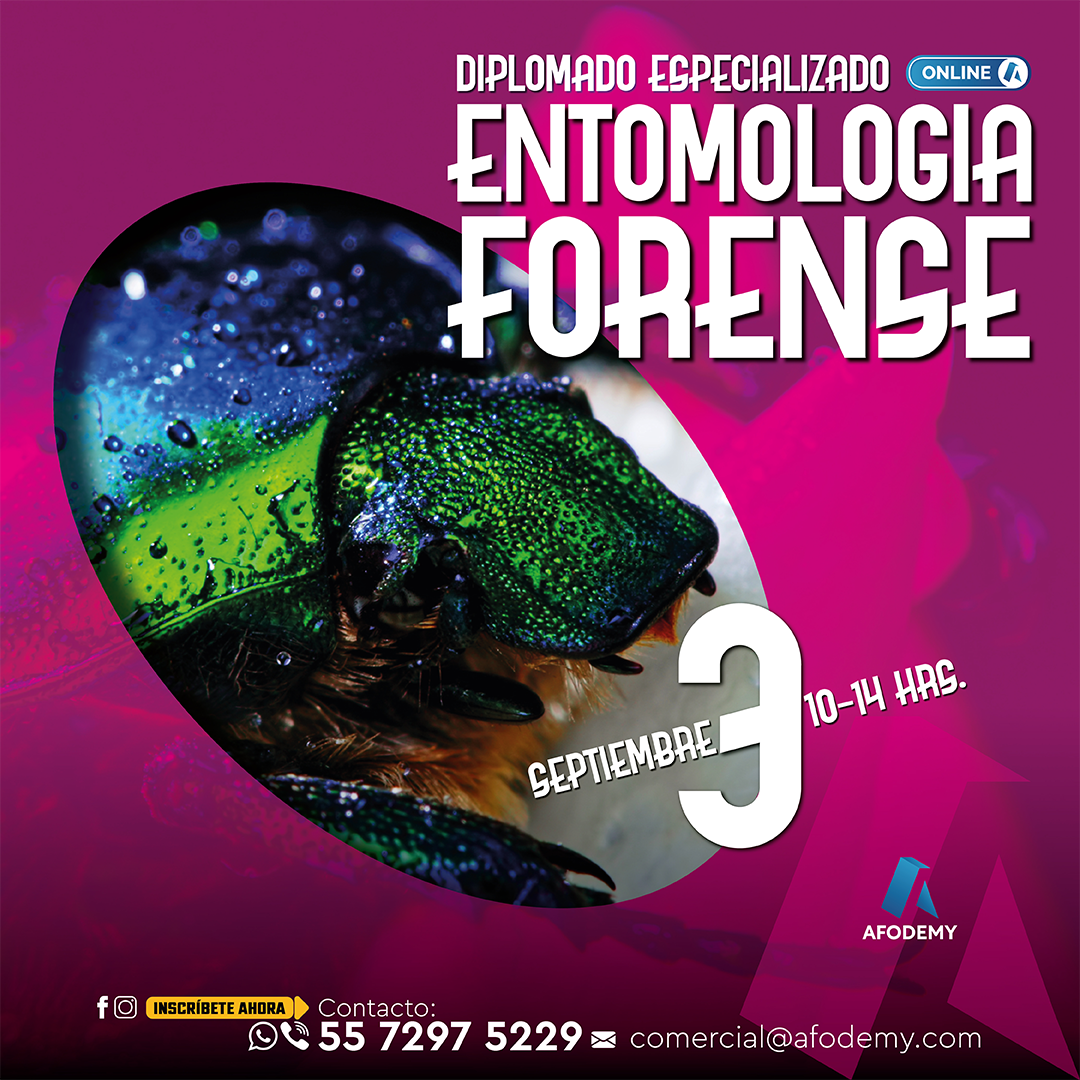 DIPLOMADO ESPECIALIZADO ONLINE
ENTOMOLOGIA
FORENSE
SEPTIEMBRE 3 10-14 HRS.
AFODEMY
INSCRÍBETE AHORA Contacto:
55 7297 5229 comercial@afodemy.com